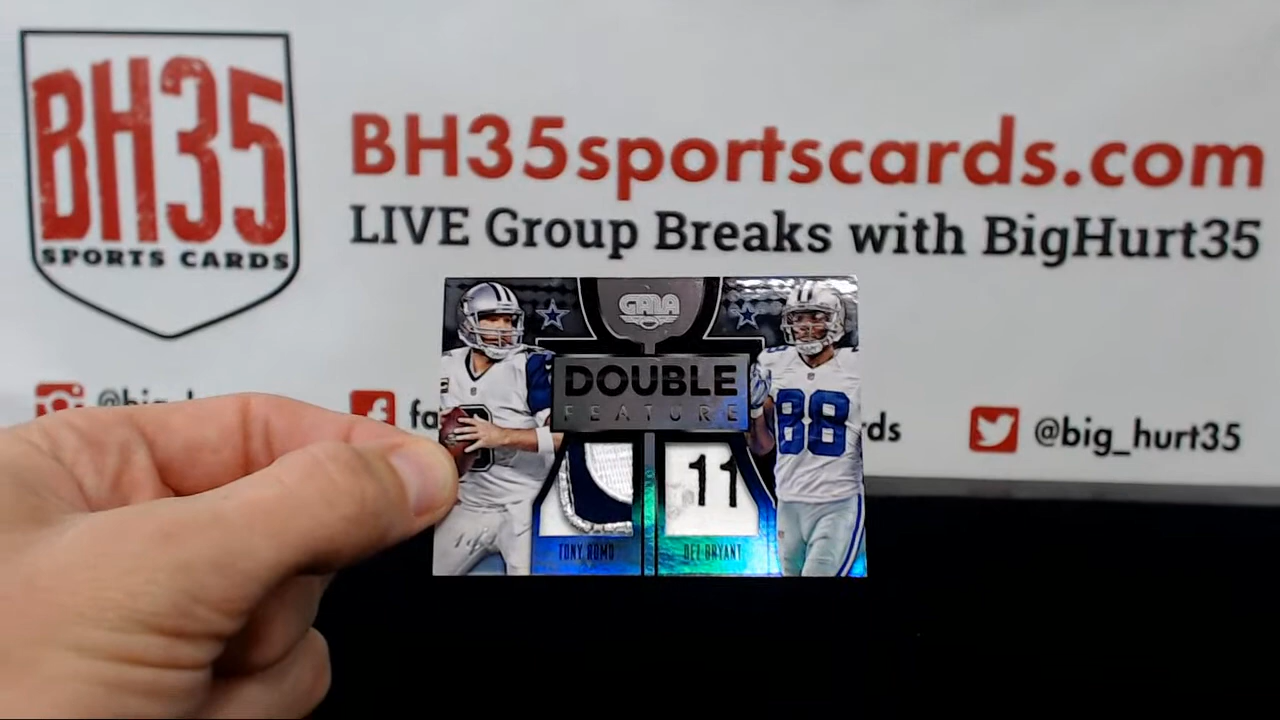 BH35
SPORTS CARDS
BH35sportscards.com
LIVE Group Breaks with BigHurt35
@big_hurt35
GALA
DOUBLE
FEATURE
88
11
TONY ROMO
DEZ BRYANT